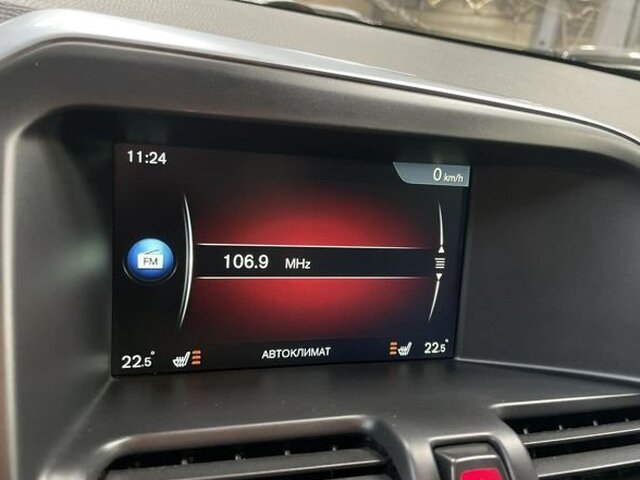 11:24
0 km/h
FM
106.9 MHz
22.5° АВТОКЛИМАТ 22.5°